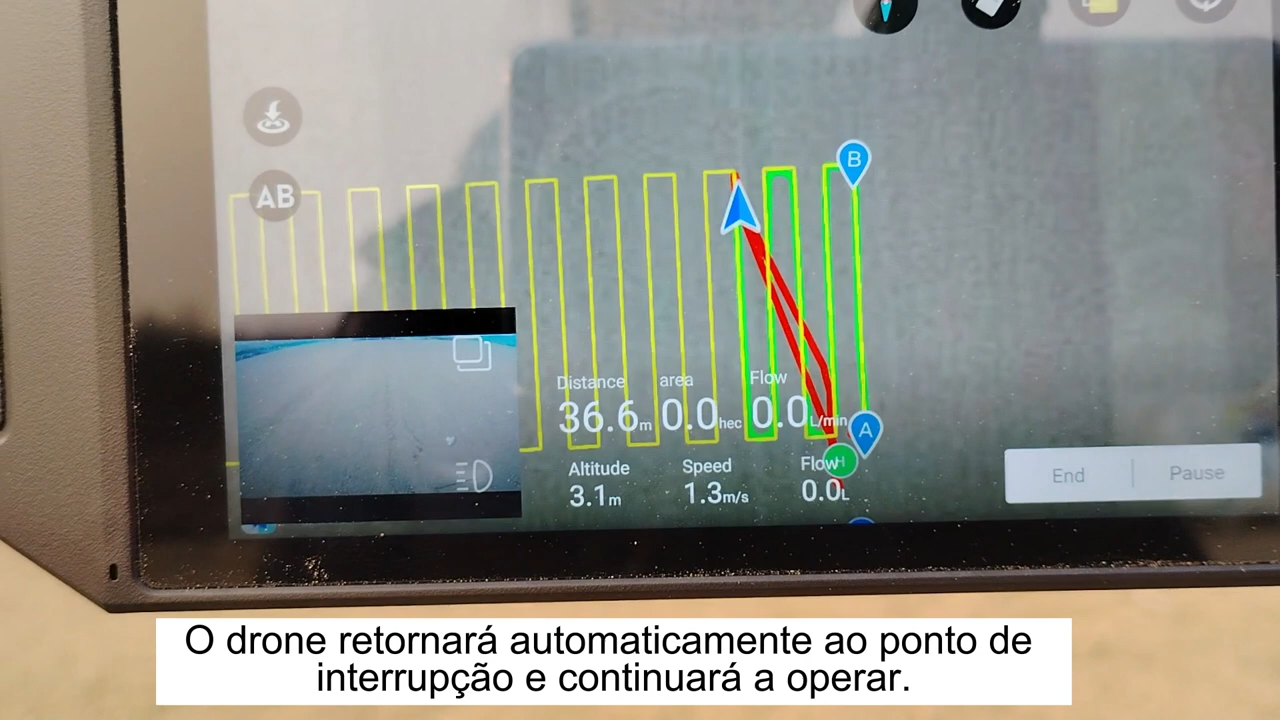 B
AB
Distance area Flow
36.6m 0.0hec 0.0L/min
A
H
Altitude Speed Flow
3.1m 1.3m/s 0.0L
End Pause
O drone retornará automaticamente ao ponto de
interrupção e continuará a operar.